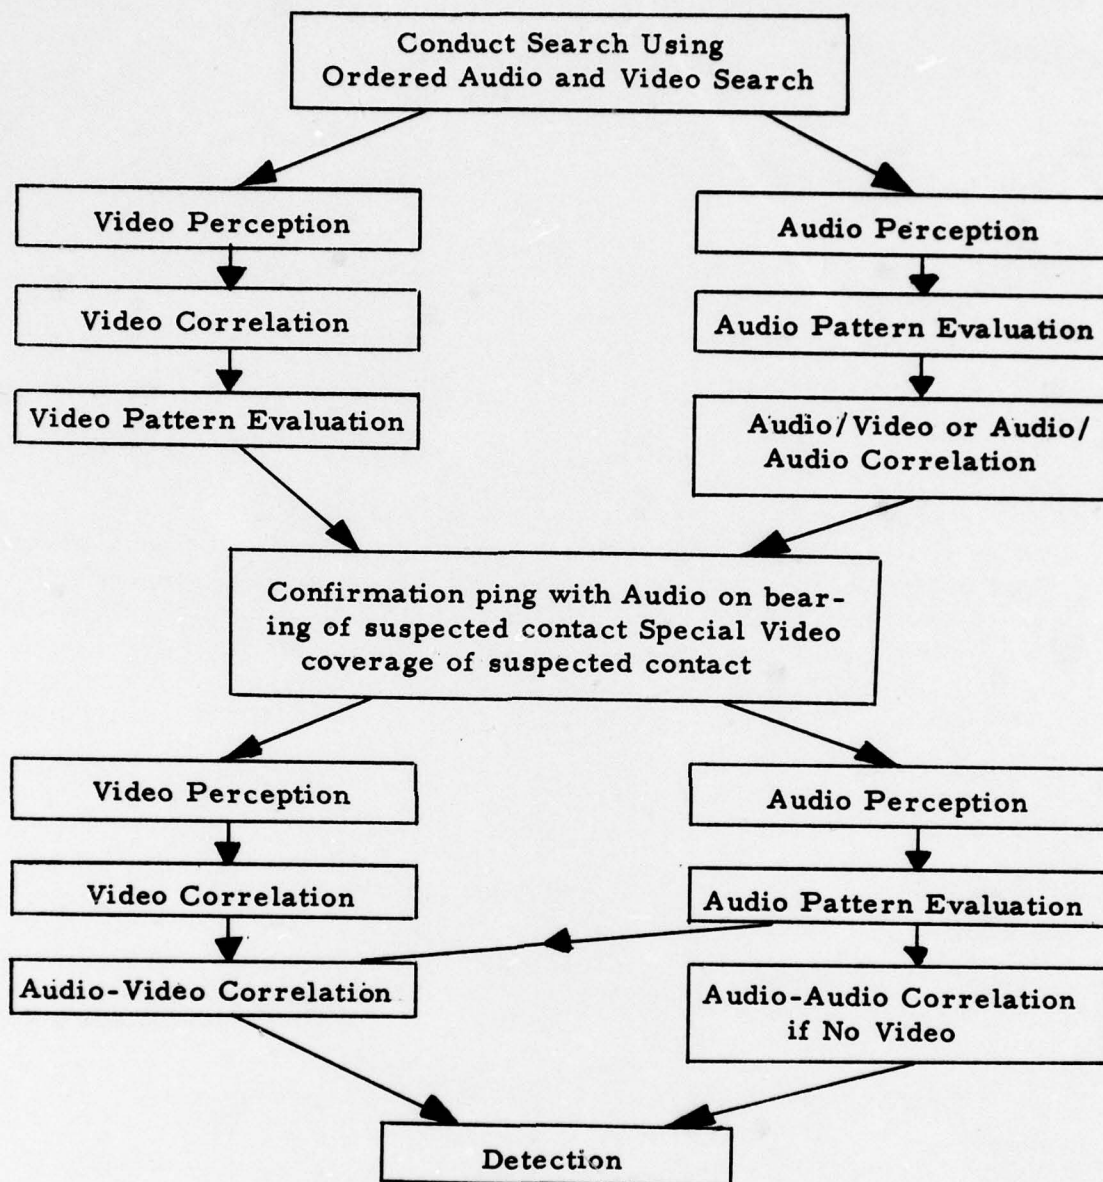 Conduct Search Using
Ordered Audio and Video Search
Video Perception
Audio Perception
Video Correlation
Audio Pattern Evaluation
Video Pattern Evaluation
Audio/Video or Audio/
Audio Correlation
Confirmation ping with Audio on bear-
ing of suspected contact Special Video
coverage of suspected contact
Video Perception
Audio Perception
Video Correlation
Audio Pattern Evaluation
Audio-Video Correlation
Audio-Audio Correlation
if No Video
Detection